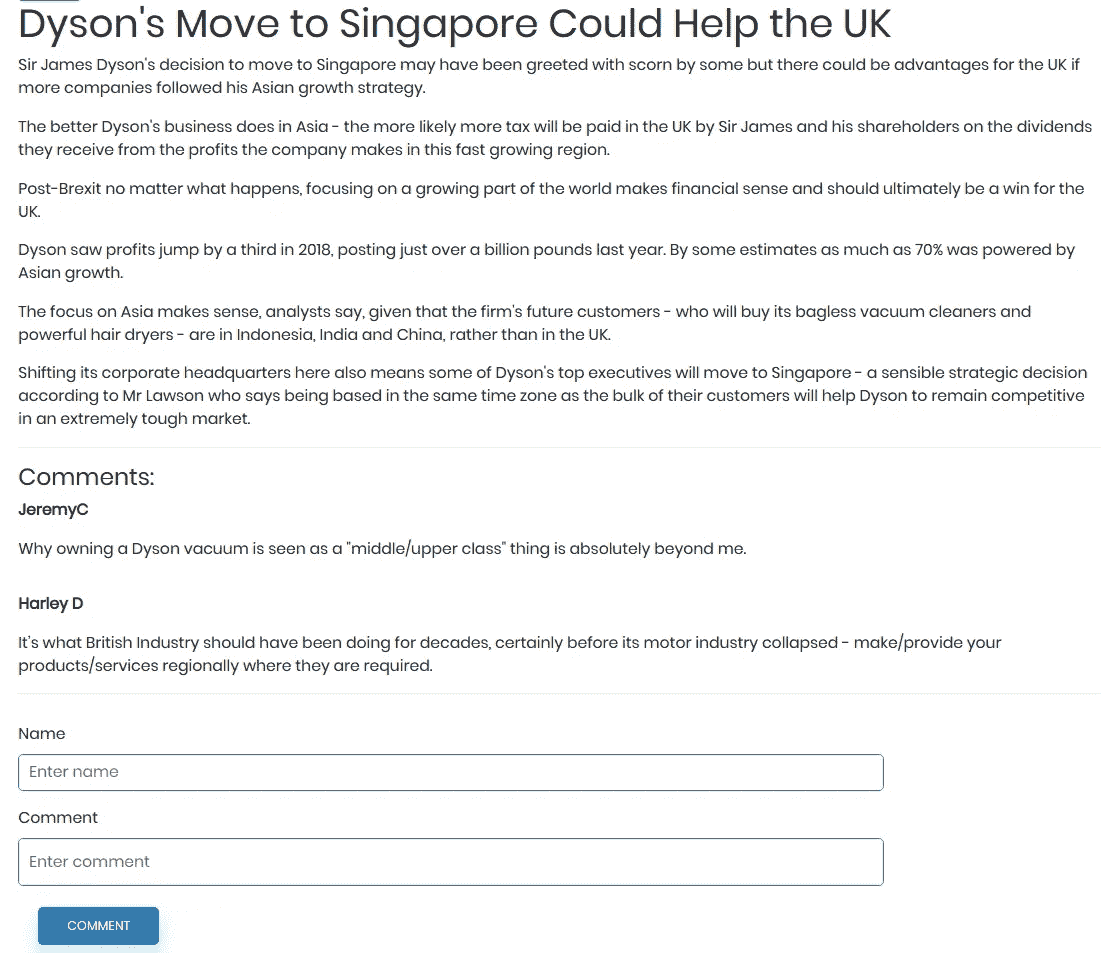 Dyson's Move to Singapore Could Help the UK
Sir James Dyson's decision to move to Singapore may have been greeted with scorn by some but there could be advantages for the UK if
more companies followed his Asian growth strategy.
The better Dyson's business does in Asia - the more likely more tax will be paid in the UK by Sir James and his shareholders on the dividends
they receive from the profits the company makes in this fast growing region.
Post-Brexit no matter what happens, focusing on a growing part of the world makes financial sense and should ultimately be a win for the
UK.
Dyson saw profits jump by a third in 2018, posting just over a billion pounds last year. By some estimates as much as 70% was powered by
Asian growth.
The focus on Asia makes sense, analysts say, given that the firm's future customers - who will buy its bagless vacuum cleaners and
powerful hair dryers - are in Indonesia, India and China, rather than in the UK.
Shifting its corporate headquarters here also means some of Dyson's top executives will move to Singapore - a sensible strategic decision
according to Mr Lawson who says being based in the same time zone as the bulk of their customers will help Dyson to remain competitive
in an extremely tough market.
Comments:
JeremyC
Why owning a Dyson vacuum is seen as a "middle/upper class" thing is absolutely beyond me.
Harley D
It's what British Industry should have been doing for decades, certainly before its motor industry collapsed - make/provide your
products/services regionally where they are required.
Name
Enter name
Comment
Enter comment
COMMENT